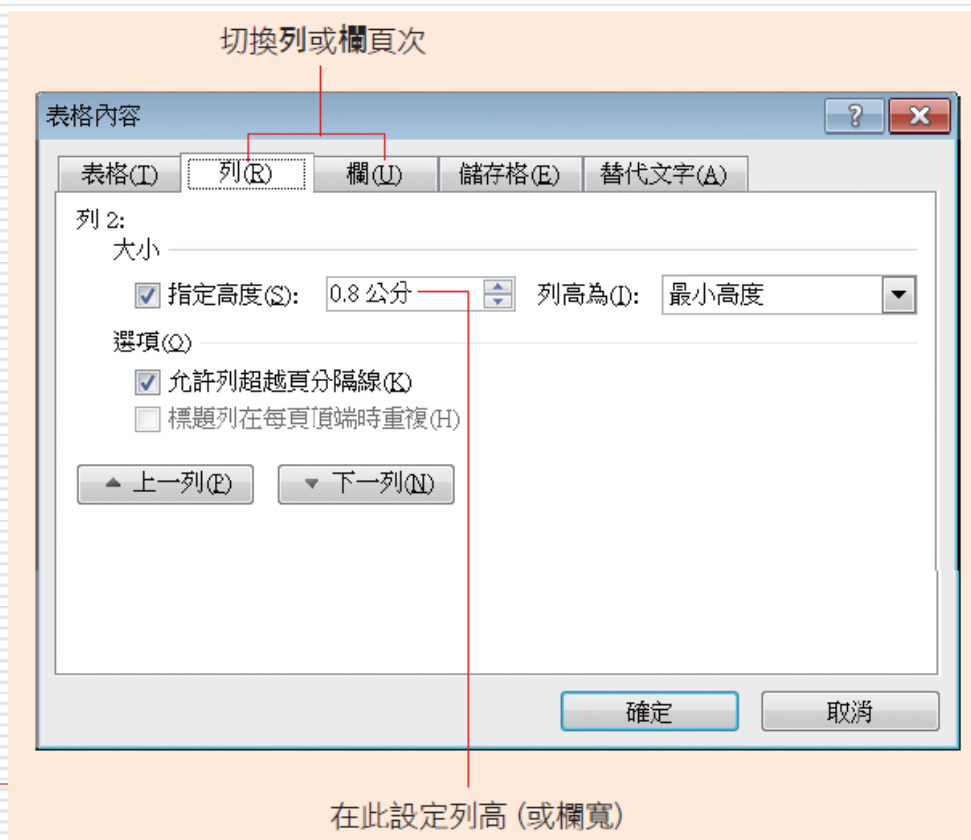 切換列或欄頁次
表格內容
表格(T) 列(R) 欄(U) 儲存格(E) 替代文字(A)
列 2:
大小
指定高度(S): 0.8 公分 列高為(I): 最小高度
選項(O)
允許列超越頁分隔線(K)
標題列在每頁頂端時重複(H)
上一列(P) 下一列(N)
確定 取消
在此設定列高 (或欄寬)